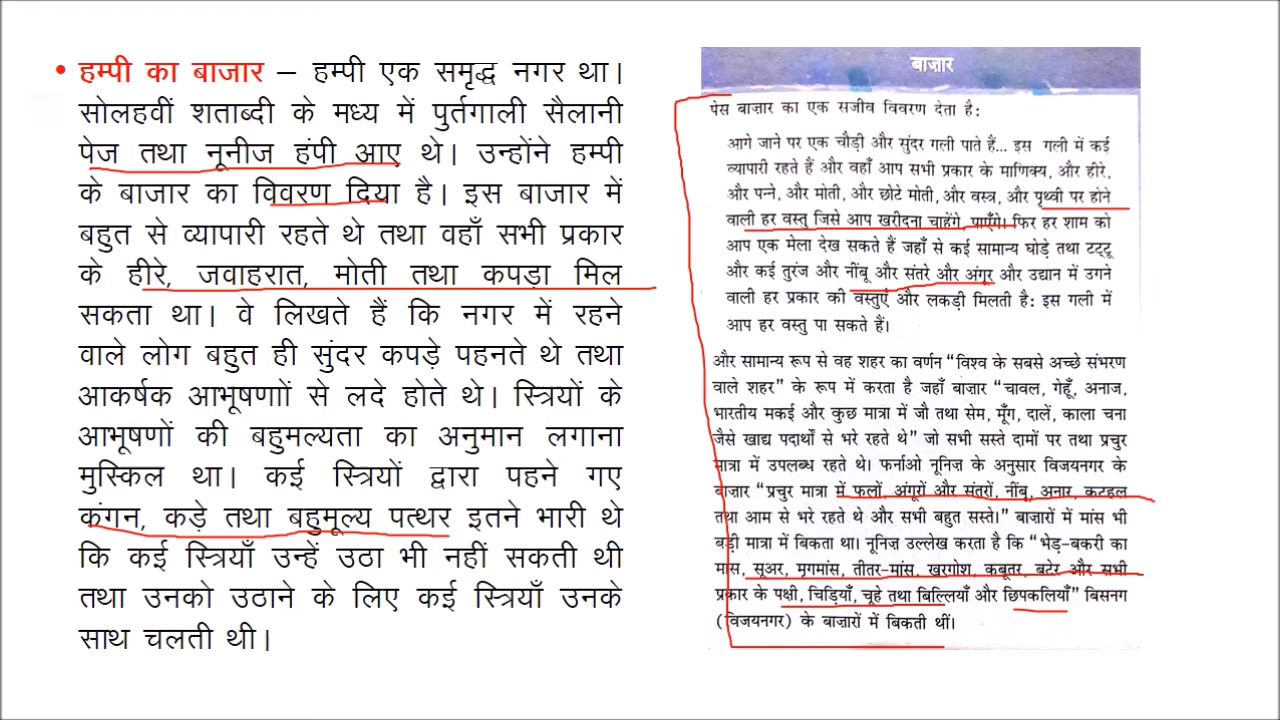 • हम्पी का बाजार – हम्पी एक समृद्ध नगर था।
सोलहवीं शताब्दी के मध्य में पुर्तगाली सैलानी
पेज तथा नूनीज हंपी आए थे। उन्होंने हम्पी
के बाजार का विवरण दिया है। इस बाजार में
बहुत से व्यापारी रहते थे तथा वहाँ सभी प्रकार
के हीरे, जवाहरात, मोती तथा कपड़ा मिल
सकता था। वे लिखते हैं कि नगर में रहने
वाले लोग बहुत ही सुंदर कपड़े पहनते थे तथा
आकर्षक आभूषणाों से लदे होते थे। स्त्रियों के
आभूषणों की बहुमल्यता का अनुमान लगाना
मुस्किल था। कई स्त्रियों द्वारा पहने गए
कंगन, कड़े तथा बहुमूल्य पत्थर इतने भारी थे
कि कई स्त्रियाँ उन्हें उठा भी नहीं सकती थी
तथा उनको उठाने के लिए कई स्त्रियाँ उनके
साथ चलती थी।
बाज़ार
पेस बाज़ार का एक सजीव विवरण देता है:
आगे जाने पर एक चौड़ी और सुंदर गली पाते हैं... इस गली में कई
व्यापारी रहते हैं और वहाँ आप सभी प्रकार के माणिक्य, और हीरे,
और पन्ने, और मोती, और छोटे मोती, और वस्त्र, और पृथ्वी पर होने
वाली हर वस्तु जिसे आप खरीदना चाहेंगे, पाएँगे। फिर हर शाम को
आप एक मेला देख सकते हैं जहाँ से कई सामान्य घोड़े तथा टट्टू
और कई तुरंज और नींबू और संतरे और अंगूर और उद्यान में उगने
वाली हर प्रकार की वस्तुएँ और लकड़ी मिलती है: इस गली में
आप हर वस्तु पा सकते हैं।
और सामान्य रूप से वह शहर का वर्णन “विश्व के सबसे अच्छे संभरण
वाले शहर” के रूप में करता है जहाँ बाज़ार “चावल, गेहूँ, अनाज,
भारतीय मकई और कुछ मात्रा में जौ तथा सेम, मूँग, दालें, काला चना
जैसे खाद्य पदार्थों से भरे रहते थे” जो सभी सस्ते दामों पर तथा प्रचुर
मात्रा में उपलब्ध रहते थे। फर्नाओ नूनिज़ के अनुसार विजयनगर के
बाज़ार “प्रचुर मात्रा में फलों, अंगूरों और संतरों, नींबू, अनार, कटहल
तथा आम से भरे रहते थे और सभी बहुत सस्ते।” बाजारों में मांस भी
बड़ी मात्रा में बिकता था। नूनिज़ उल्लेख करता है कि “भेड़-बकरी का
मांस, सूअर, मृगमांस, तीतर-मांस, खरगोश, कबूतर, बटेर और सभी
प्रकार के पक्षी, चिड़ियाँ, चूहे तथा बिल्लियाँ और छिपकलियाँ” बिसनग
(विजयनगर) के बाज़ारों में बिकती थीं।